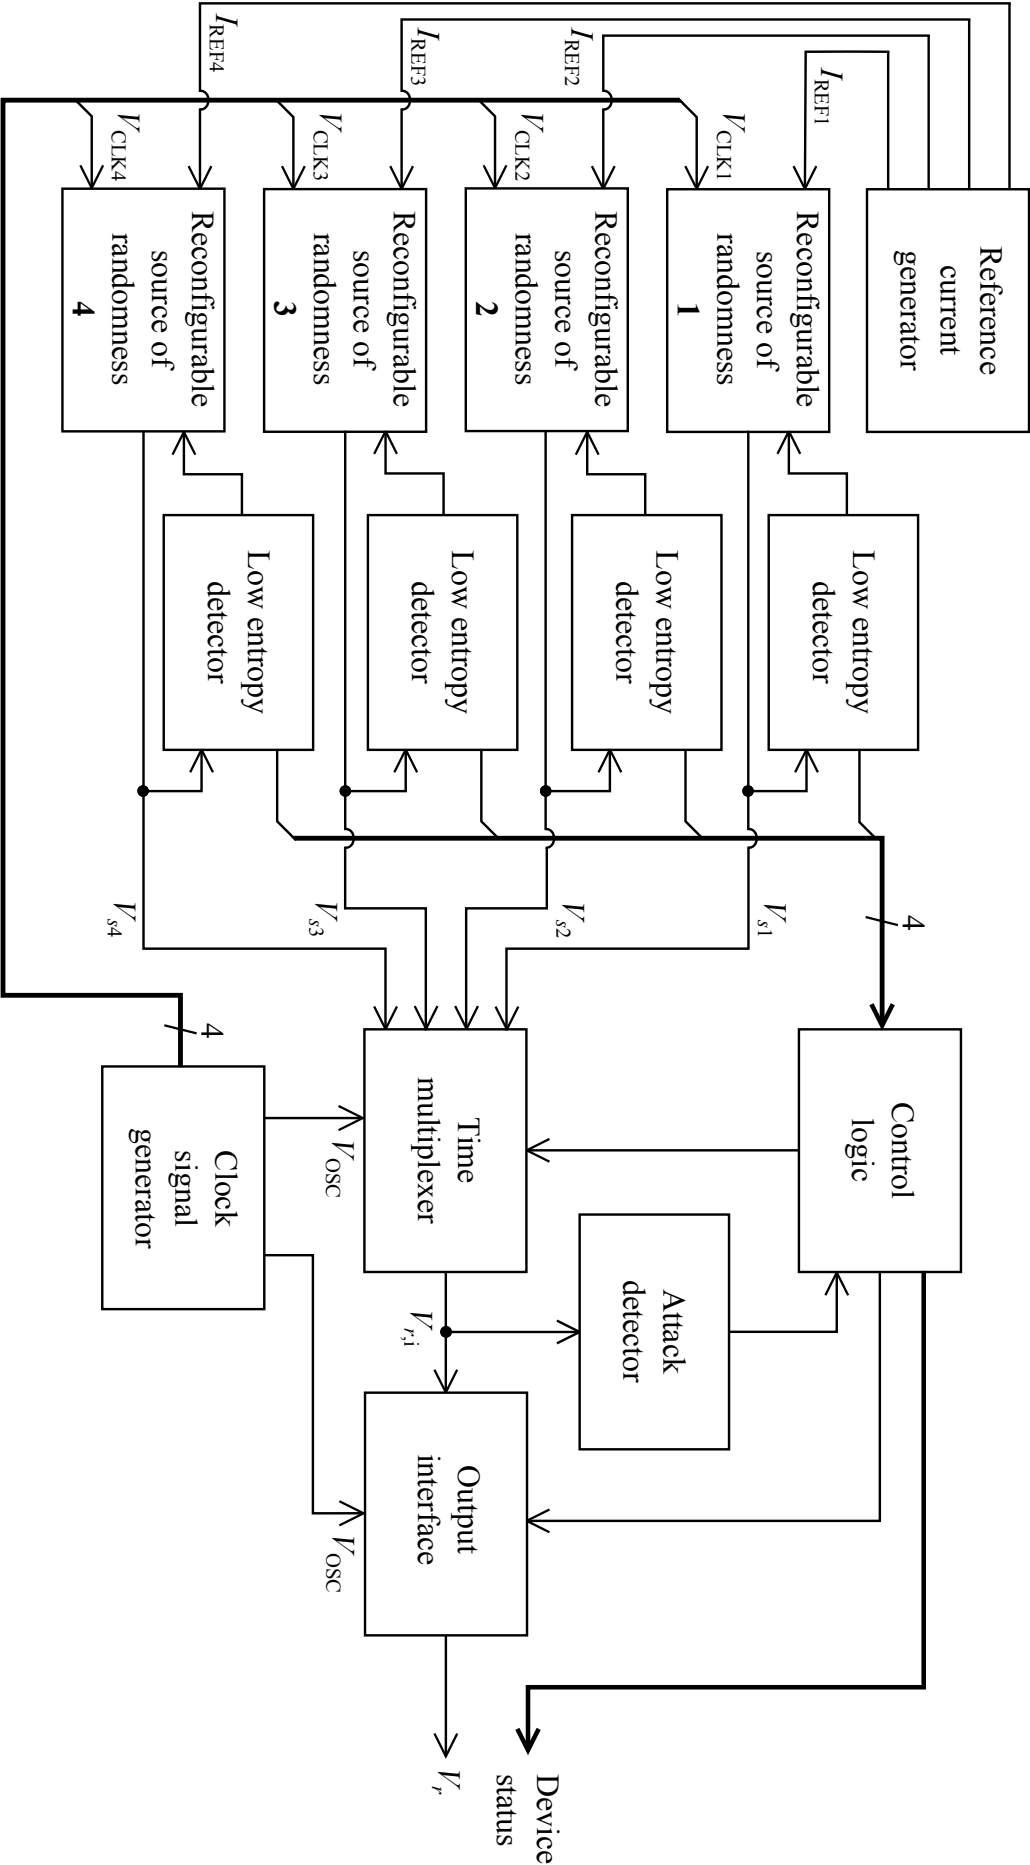 Reference
current
generator
I_REF1
I_REF2
I_REF3
I_REF4
V_CLK1
V_CLK2
V_CLK3
V_CLK4
Reconfigurable
source of
randomness
1
Reconfigurable
source of
randomness
2
Reconfigurable
source of
randomness
3
Reconfigurable
source of
randomness
4
Low entropy
detector
Low entropy
detector
Low entropy
detector
Low entropy
detector
4
V_s1
V_s2
V_s3
V_s4
4
Control
logic
Time
multiplexer
V_OSC
Clock
signal
generator
Attack
detector
V_r,i
Output
interface
V_OSC
Device
status
V_r